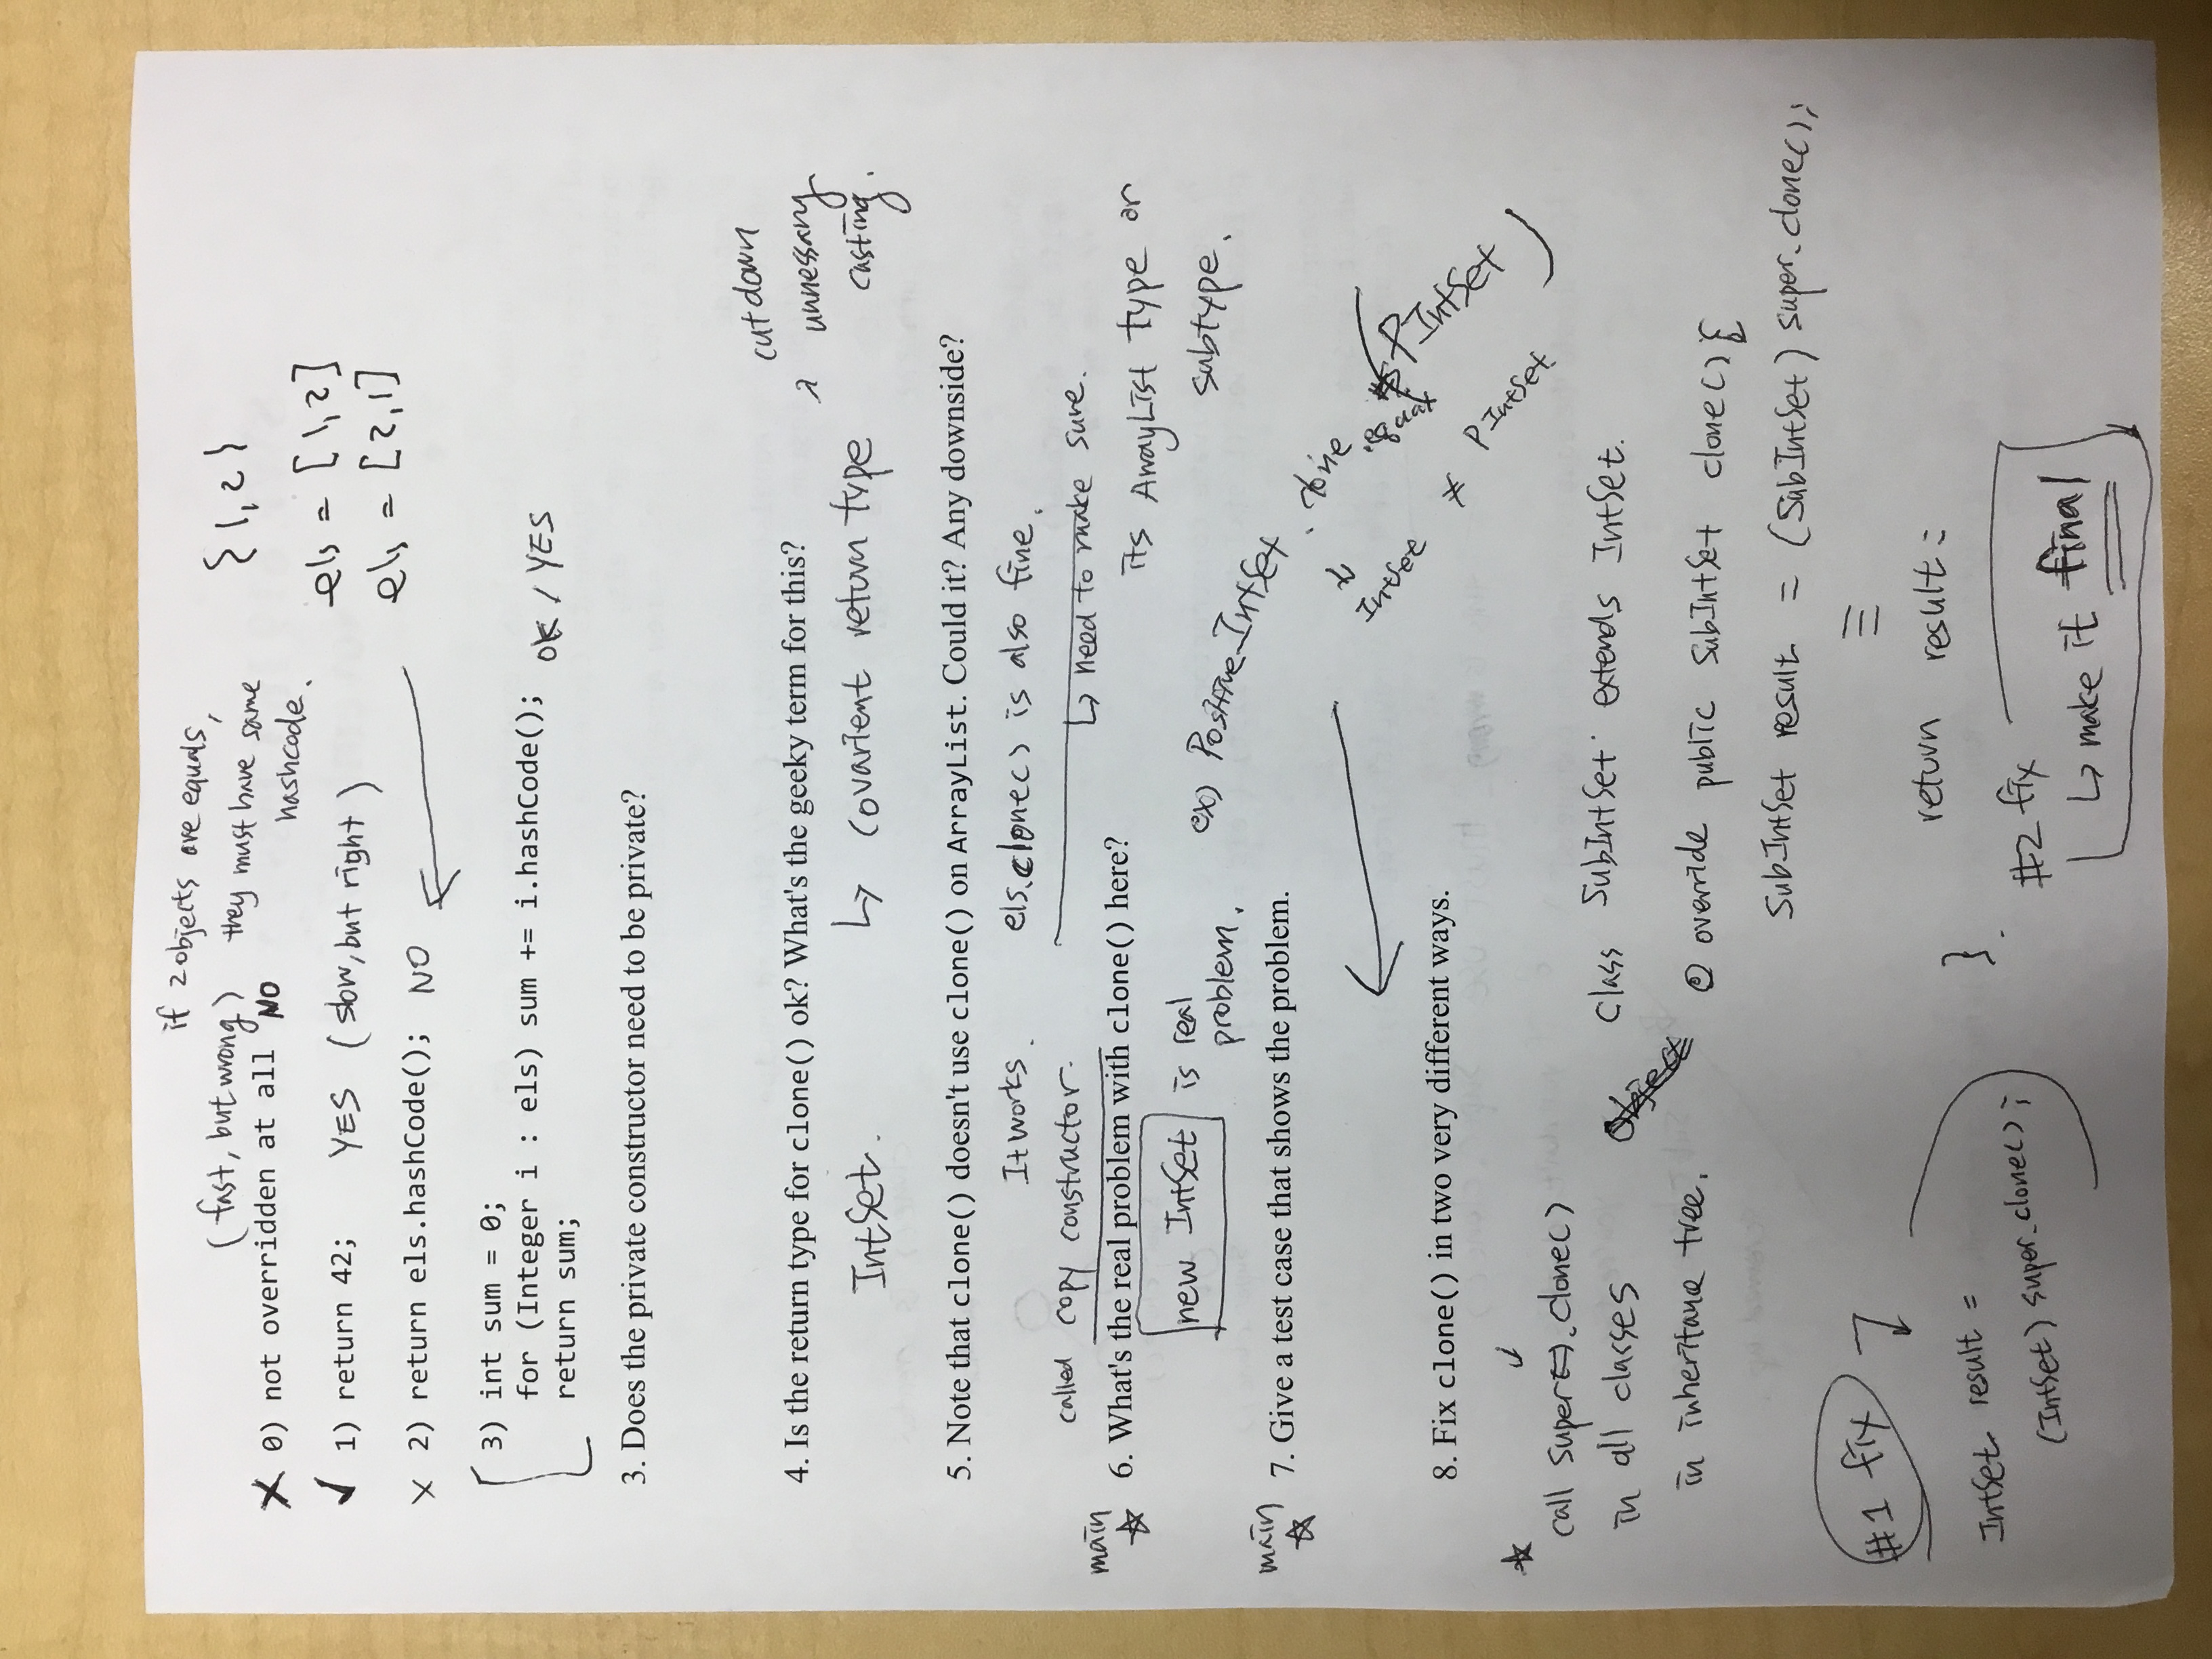 if 2 objects are equals,
(fast, but wrong) they must have same
hashcode.
{1,2}
0) not overridden at all NO
els = [1,2]
1) return 42; YES (slow, but right)
els = [2,1]
2) return els.hashCode(); NO
3) int sum = 0;
for (Integer i : els) sum += i.hashCode();
return sum;
OK / YES
3. Does the private constructor need to be private?
4. Is the return type for clone() ok? What's the geeky term for this?
IntSet.
covarient return type
cut down
unnessary
casting.
5. Note that clone() doesn't use clone() on ArrayList. Could it? Any downside?
It works.
called copy constructor.
els.clone() is also fine.
need to make sure.
its ArrayList type or
subtype.
main
6. What's the real problem with clone() here?
new IntSet is real
problem.
ex) PositiveIntSet.clone
.equals
(PIntSet)
IntSet ≠ PIntSet.
main
7. Give a test case that shows the problem.
8. Fix clone() in two very different ways.
call super.clone()
in all classes
in inheritance tree.
Object
Class SubIntSet extends IntSet.
@ override public SubIntSet clone() {
SubIntSet result = (SubIntSet) super.clone();
return result;
}
#1 fix
IntSet result =
(IntSet) super.clone();
#2 fix
make it final